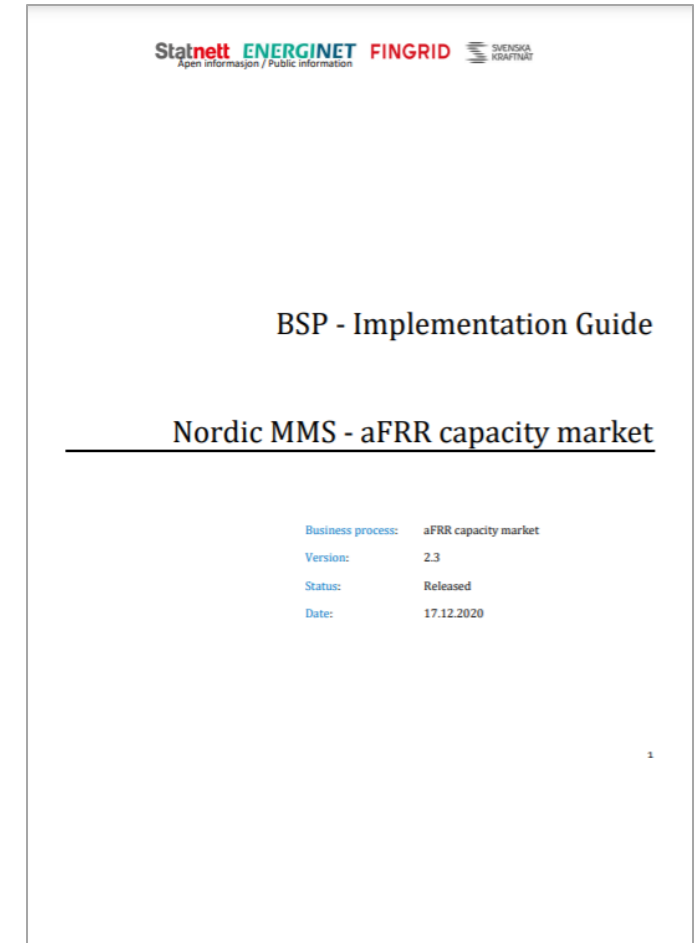 Statnett ENERGINET FINGRID SVENSKA
KRAFTNÄT
Åpen informasjon / Public information
BSP - Implementation Guide
Nordic MMS - aFRR capacity market
Business process: aFRR capacity market
Version: 2.3
Status: Released
Date: 17.12.2020
1